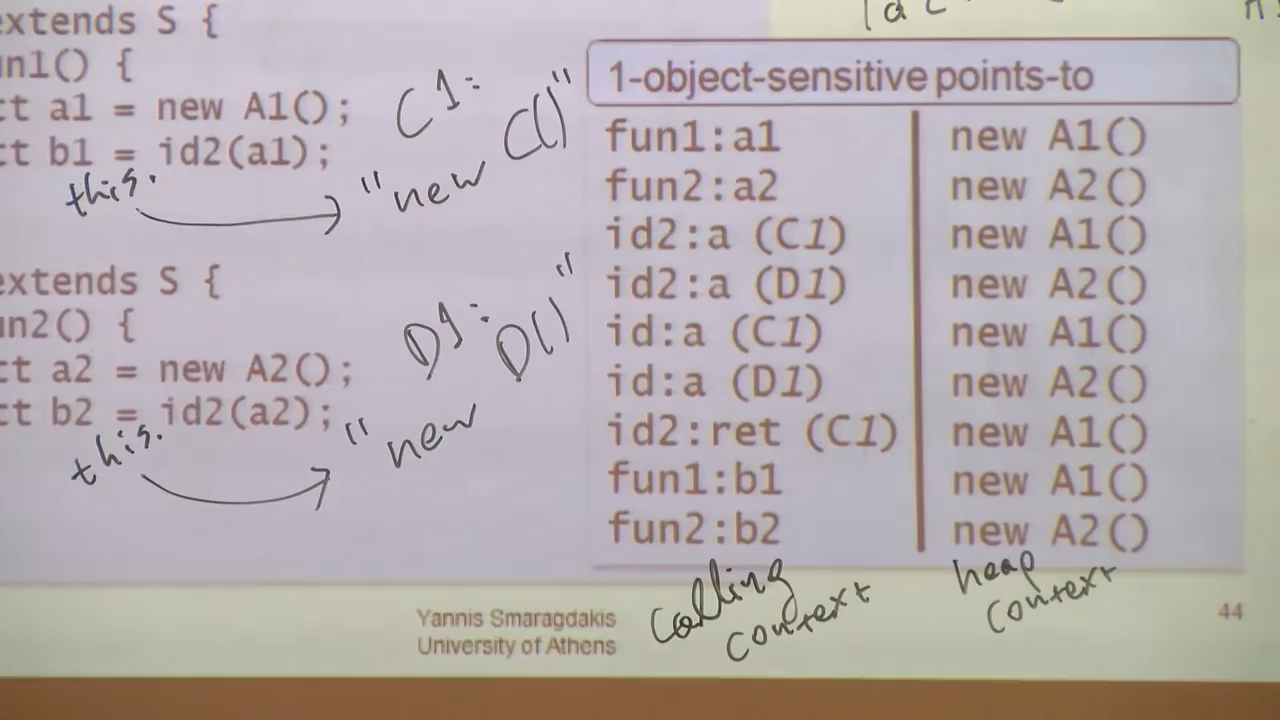 extends S {
un1() {
ct a1 = new A1();
ct b1 = id2(a1);
this.
C1:
"new C()"
extends S {
un2() {
ct a2 = new A2();
ct b2 = id2(a2);
this.
D1:
"new D()"
1-object-sensitive points-to
fun1:a1 new A1()
fun2:a2 new A2()
id2:a (C1) new A1()
id2:a (D1) new A2()
id:a (C1) new A1()
id:a (D1) new A2()
id2:ret (C1) new A1()
fun1:b1 new A1()
fun2:b2 new A2()
calling
context
heap
context
Yannis Smaragdakis
University of Athens
44